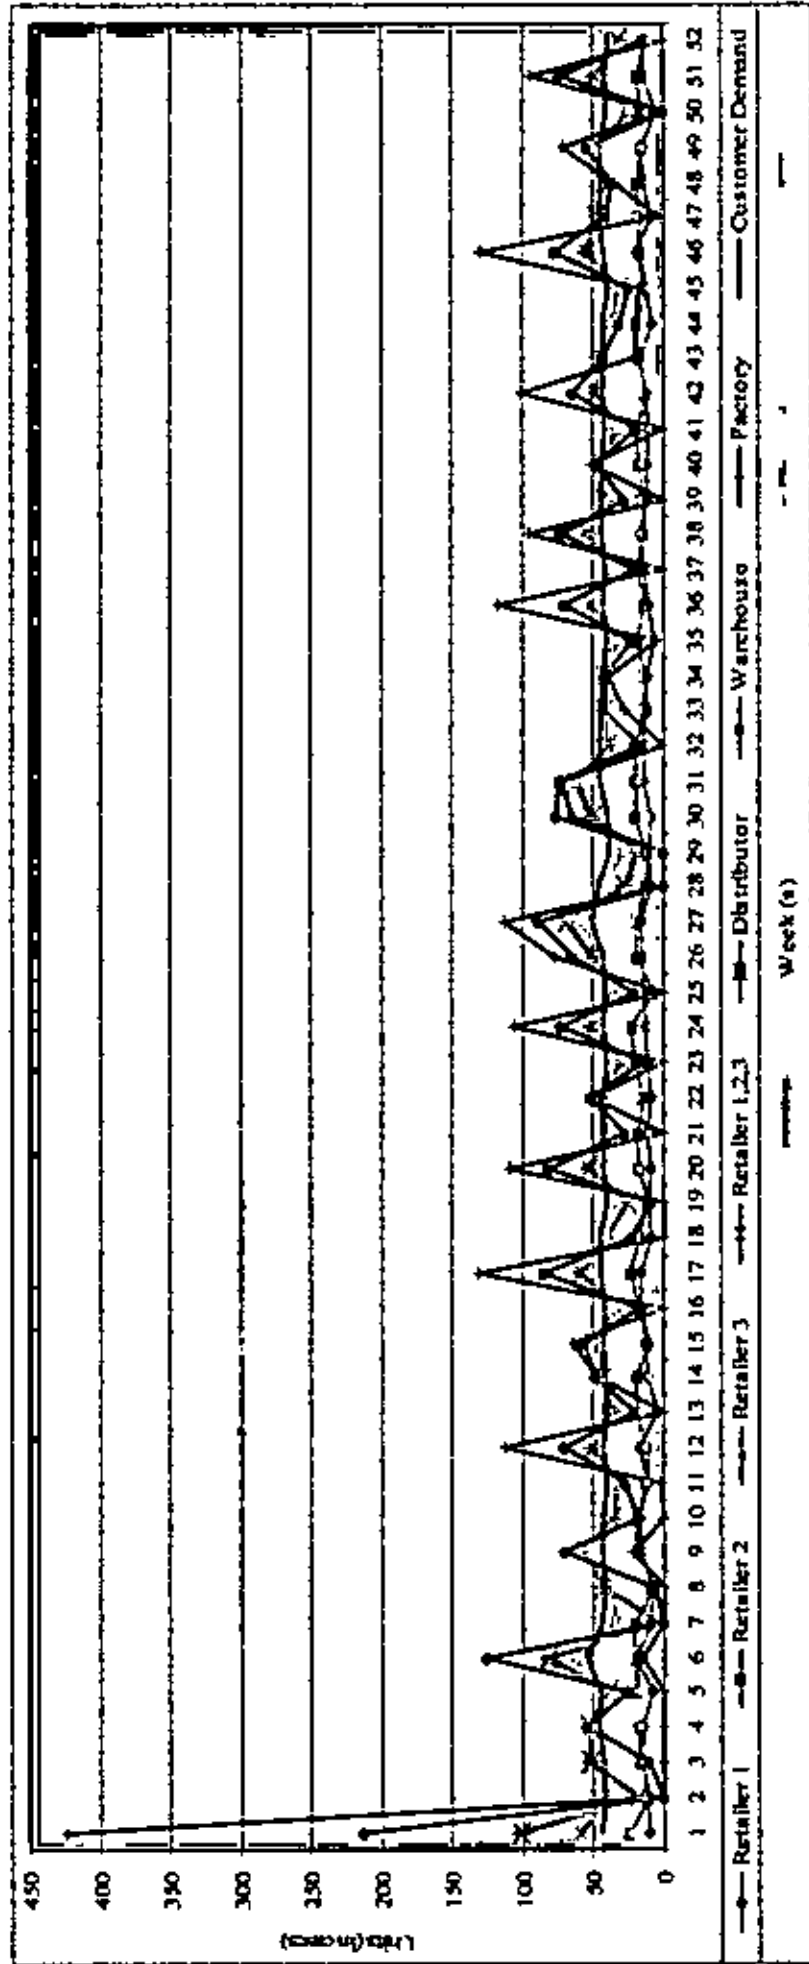 Units (in cases)
450
400
350
300
250
200
150
100
50
0
1 2 3 4 5 6 7 8 9 10 11 12 13 14 15 16 17 18 19 20 21 22 23 24 25 26 27 28 29 30 31 32 33 34 35 36 37 38 39 40 41 42 43 44 45 46 47 48 49 50 51 52
Retailer 1 Retailer 2 Retailer 3 Retailer 1,2,3 Distributor Warehouse Factory Customer Demand
Week (s)